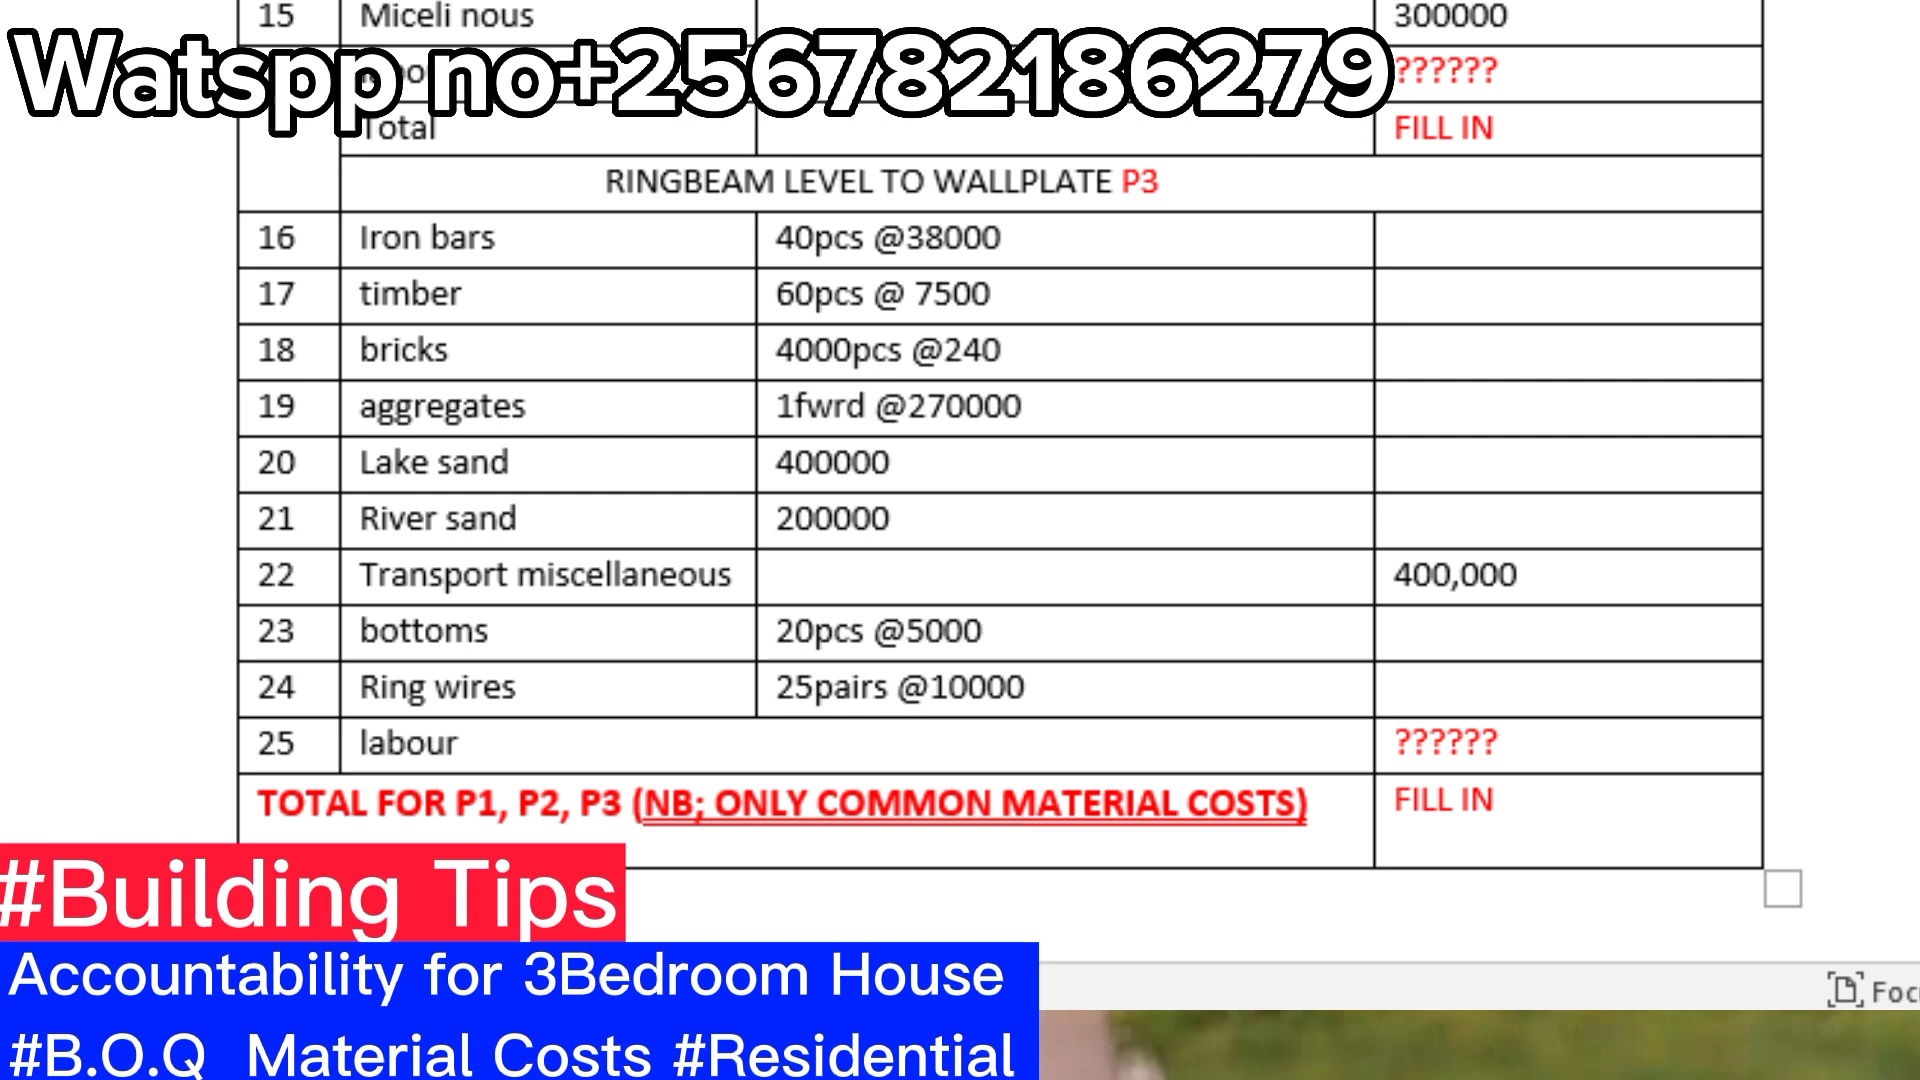 15 Miceli nous 300000
Watspp no+256782186279
??????
Total FILL IN
RINGBEAM LEVEL TO WALLPLATE P3
16 Iron bars 40pcs @38000
17 timber 60pcs @ 7500
18 bricks 4000pcs @240
19 aggregates 1fwrd @270000
20 Lake sand 400000
21 River sand 200000
22 Transport miscellaneous 400,000
23 bottoms 20pcs @5000
24 Ring wires 25pairs @10000
25 labour ??????
TOTAL FOR P1, P2, P3 (NB; ONLY COMMON MATERIAL COSTS) FILL IN
#Building Tips
Accountability for 3Bedroom House
#B.O.Q Material Costs #Residential